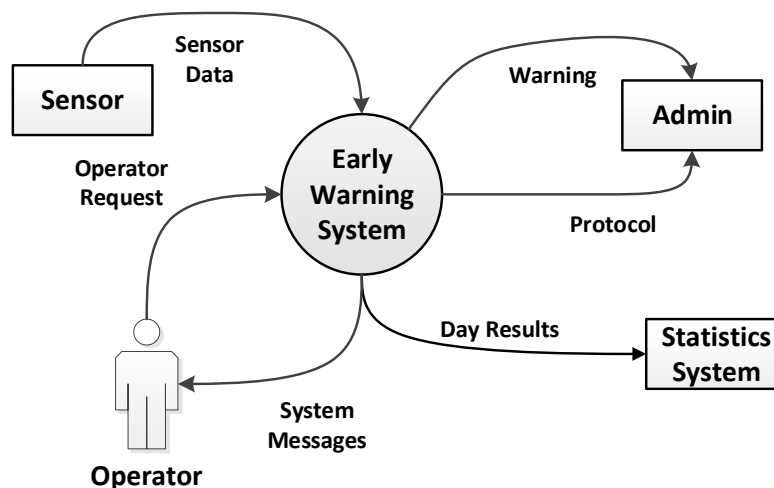 Sensor
Data
Sensor
Warning
Admin
Operator
Request
Early
Warning
System
Protocol
Day Results
Statistics
System
System
Messages
Operator